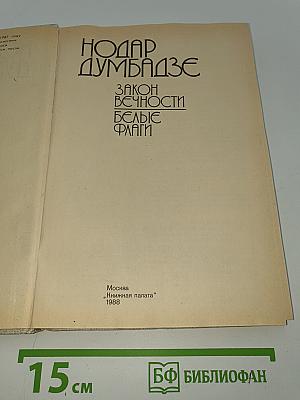 НОДАР
ДУМБАДЗЕ
ЗАКОН
ВЕЧНОСТИ
БЕЛЫЕ
ФЛАГИ
Москва
„Книжная палата"
1988
15 см
БФ БИБЛИОФАН